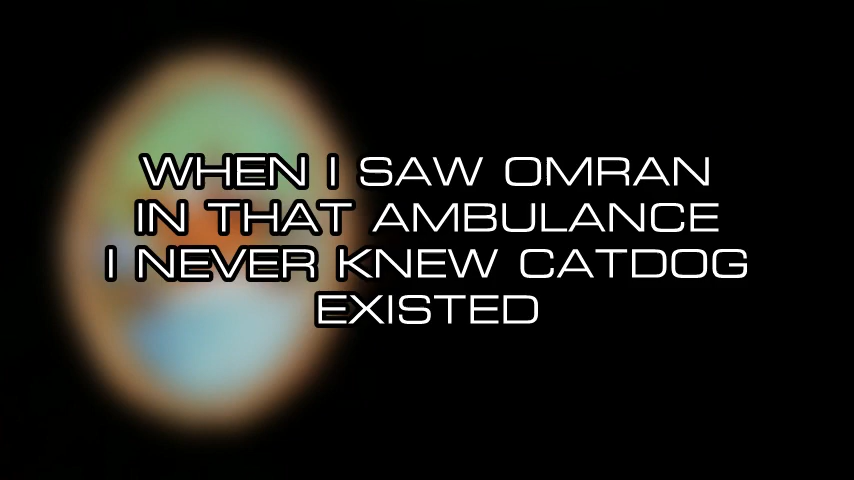 WHEN I SAW OMRAN
IN THAT AMBULANCE
I NEVER KNEW CATDOG
EXISTED